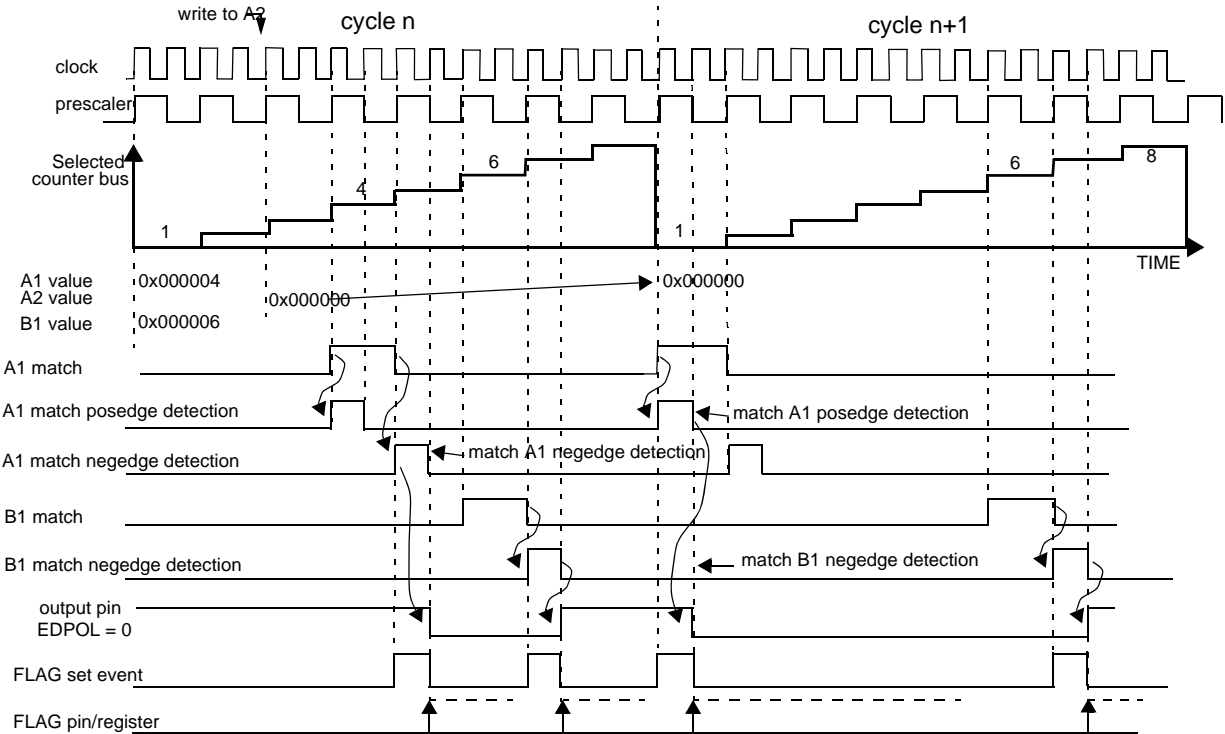 write to A2
cycle n
cycle n+1
clock
prescaler
Selected
counter bus
4
6
6
8
1
1
TIME
A1 value
0x000004
0x000000
A2 value
0x000000
B1 value
0x000006
A1 match
A1 match posedge detection
match A1 posedge detection
A1 match negedge detection
match A1 negedge detection
B1 match
B1 match negedge detection
match B1 negedge detection
output pin
EDPOL = 0
FLAG set event
FLAG pin/register